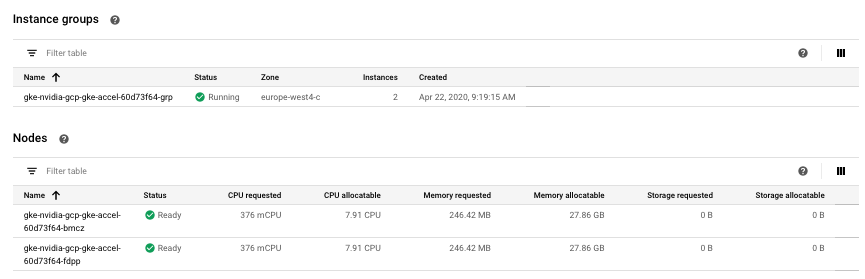 Instance groups
Filter table
Name Status Zone Instances Created
gke-nvidia-gcp-gke-accel-60d73f64-grp Running europe-west4-c 2 Apr 22, 2020, 9:19:15 AM
Nodes
Filter table
Name Status CPU requested CPU allocatable Memory requested Memory allocatable Storage requested Storage allocatable
gke-nvidia-gcp-gke-accel- Ready 376 mCPU 7.91 CPU 246.42 MB 27.86 GB 0 B 0 B
60d73f64-bmcz
gke-nvidia-gcp-gke-accel- Ready 376 mCPU 7.91 CPU 246.42 MB 27.86 GB 0 B 0 B
60d73f64-fdpp